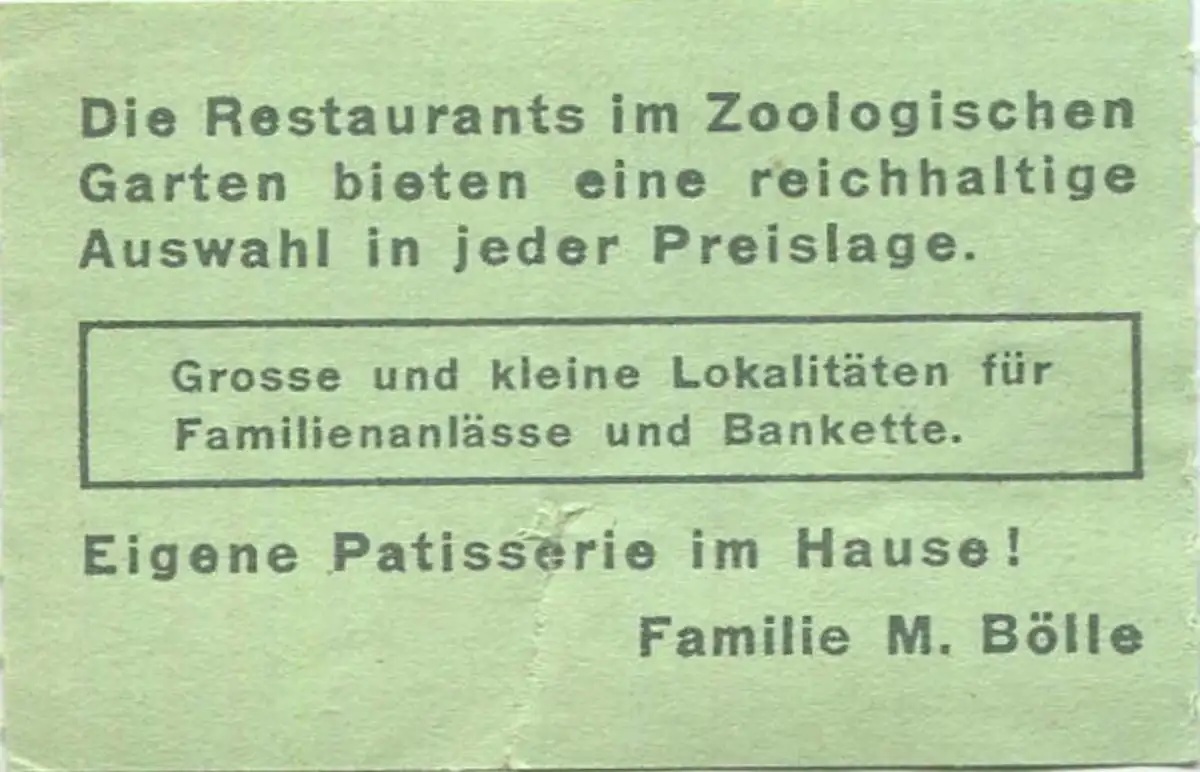 Die Restaurants im Zoologischen
Garten bieten eine reichhaltige
Auswahl in jeder Preislage.
Grosse und kleine Lokalitäten für
Familienanlässe und Bankette.
Eigene Patisserie im Hause!
Familie M. Bölle